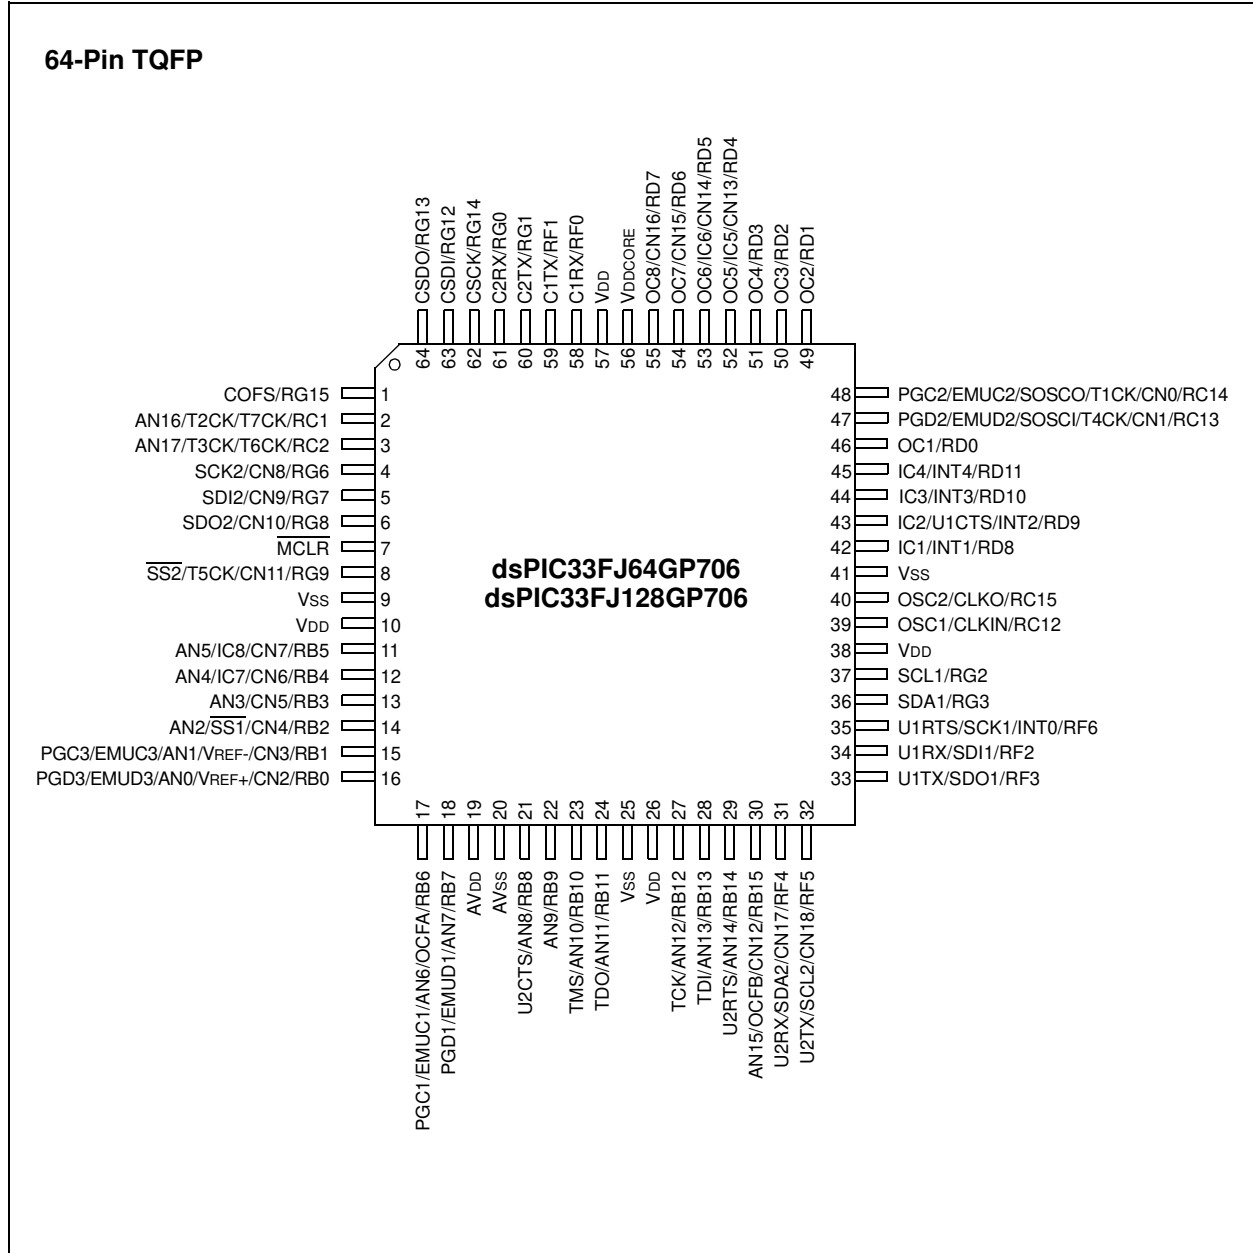 64-Pin TQFP
CSDO/RG13
CSDI/RG12
CSCK/RG14
C2RX/RG0
C2TX/RG1
C1TX/RF1
C1RX/RF0
VDD
VDDCORE
OC8/CN16/RD7
OC7/CN15/RD6
OC6/IC6/CN14/RD5
OC5/IC5/CN13/RD4
OC4/RD3
OC3/RD2
OC2/RD1
64
63
62
61
60
59
58
57
56
55
54
53
52
51
50
49
COFS/RG15 1
AN16/T2CK/T7CK/RC1 2
AN17/T3CK/T6CK/RC2 3
SCK2/CN8/RG6 4
SDI2/CN9/RG7 5
SDO2/CN10/RG8 6
MCLR 7
SS2/T5CK/CN11/RG9 8
VSS 9
VDD 10
AN5/IC8/CN7/RB5 11
AN4/IC7/CN6/RB4 12
AN3/CN5/RB3 13
AN2/SS1/CN4/RB2 14
PGC3/EMUC3/AN1/VREF-/CN3/RB1 15
PGD3/EMUD3/AN0/VREF+/CN2/RB0 16
dsPIC33FJ64GP706
dsPIC33FJ128GP706
48 PGC2/EMUC2/SOSCO/T1CK/CN0/RC14
47 PGD2/EMUD2/SOSCI/T4CK/CN1/RC13
46 OC1/RD0
45 IC4/INT4/RD11
44 IC3/INT3/RD10
43 IC2/U1CTS/INT2/RD9
42 IC1/INT1/RD8
41 VSS
40 OSC2/CLKO/RC15
39 OSC1/CLKIN/RC12
38 VDD
37 SCL1/RG2
36 SDA1/RG3
35 U1RTS/SCK1/INT0/RF6
34 U1RX/SDI1/RF2
33 U1TX/SDO1/RF3
17
18
19
20
21
22
23
24
25
26
27
28
29
30
31
32
PGC1/EMUC1/AN6/OCFA/RB6
PGD1/EMUD1/AN7/RB7
AVDD
AVSS
U2CTS/AN8/RB8
AN9/RB9
TMS/AN10/RB10
TDO/AN11/RB11
VSS
VDD
TCK/AN12/RB12
TDI/AN13/RB13
U2RTS/AN14/RB14
AN15/OCFB/CN12/RB15
U2RX/SDA2/CN17/RF4
U2TX/SCL2/CN18/RF5